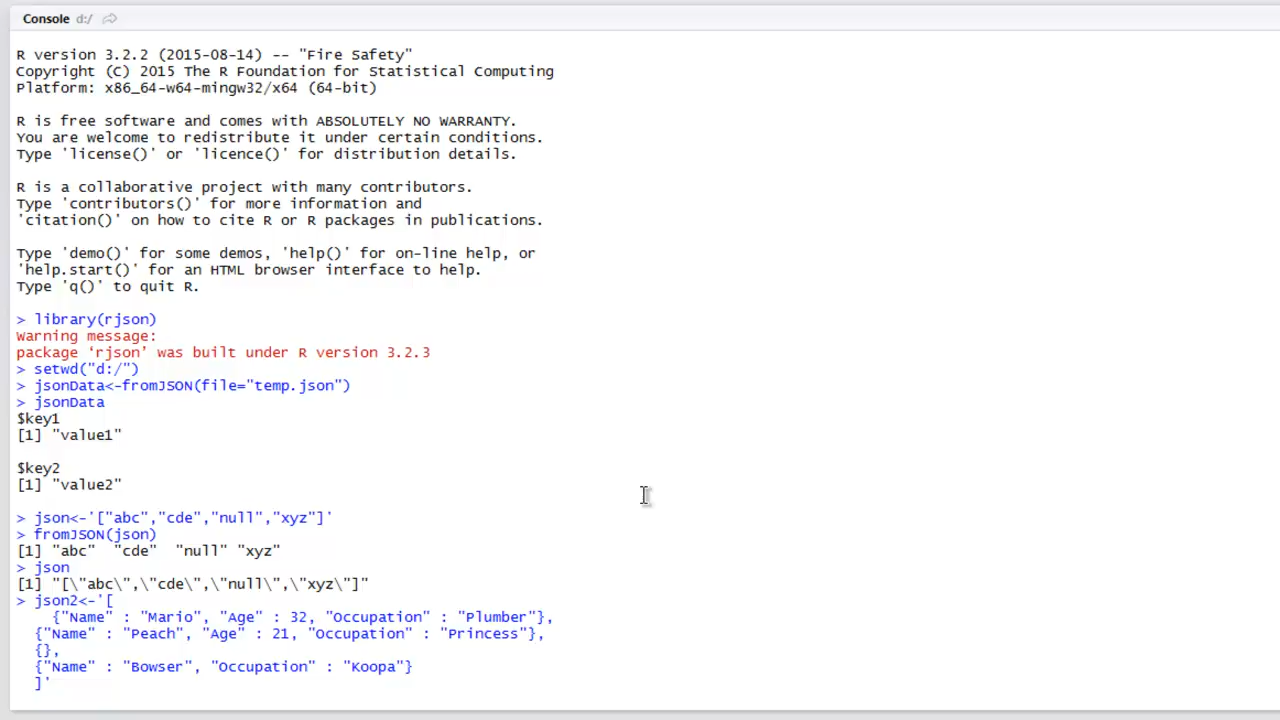 Console d:/
R version 3.2.2 (2015-08-14) -- "Fire Safety"
Copyright (C) 2015 The R Foundation for Statistical Computing
Platform: x86_64-w64-mingw32/x64 (64-bit)
R is free software and comes with ABSOLUTELY NO WARRANTY.
You are welcome to redistribute it under certain conditions.
Type 'license()' or 'licence()' for distribution details.
R is a collaborative project with many contributors.
Type 'contributors()' for more information and
'citation()' on how to cite R or R packages in publications.
Type 'demo()' for some demos, 'help()' for on-line help, or
'help.start()' for an HTML browser interface to help.
Type 'q()' to quit R.
> library(rjson)
Warning message:
package ‘rjson’ was built under R version 3.2.3
> setwd("d:/")
> jsonData<-fromJSON(file="temp.json")
> jsonData
$key1
[1] "value1"
$key2
[1] "value2"
> json<-'["abc","cde","null","xyz"]'
> fromJSON(json)
[1] "abc"  "cde"  "null" "xyz"
> json
[1] "[\"abc\",\"cde\",\"null\",\"xyz\"]"
> json2<-'[
    {"Name" : "Mario", "Age" : 32, "Occupation" : "Plumber"},
  {"Name" : "Peach", "Age" : 21, "Occupation" : "Princess"},
  {},
  {"Name" : "Bowser", "Occupation" : "Koopa"}
  ]'